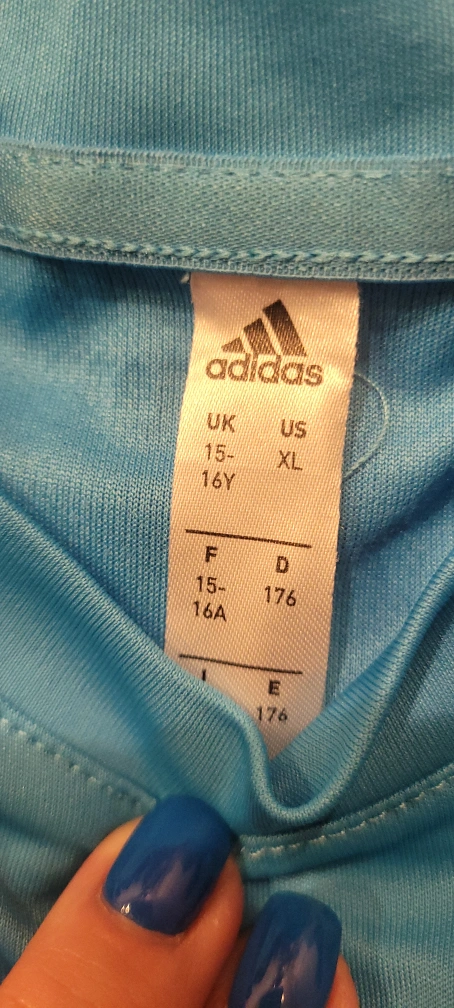 adidas
UK US
15- XL
16Y
F D
15- 176
16A
E
176